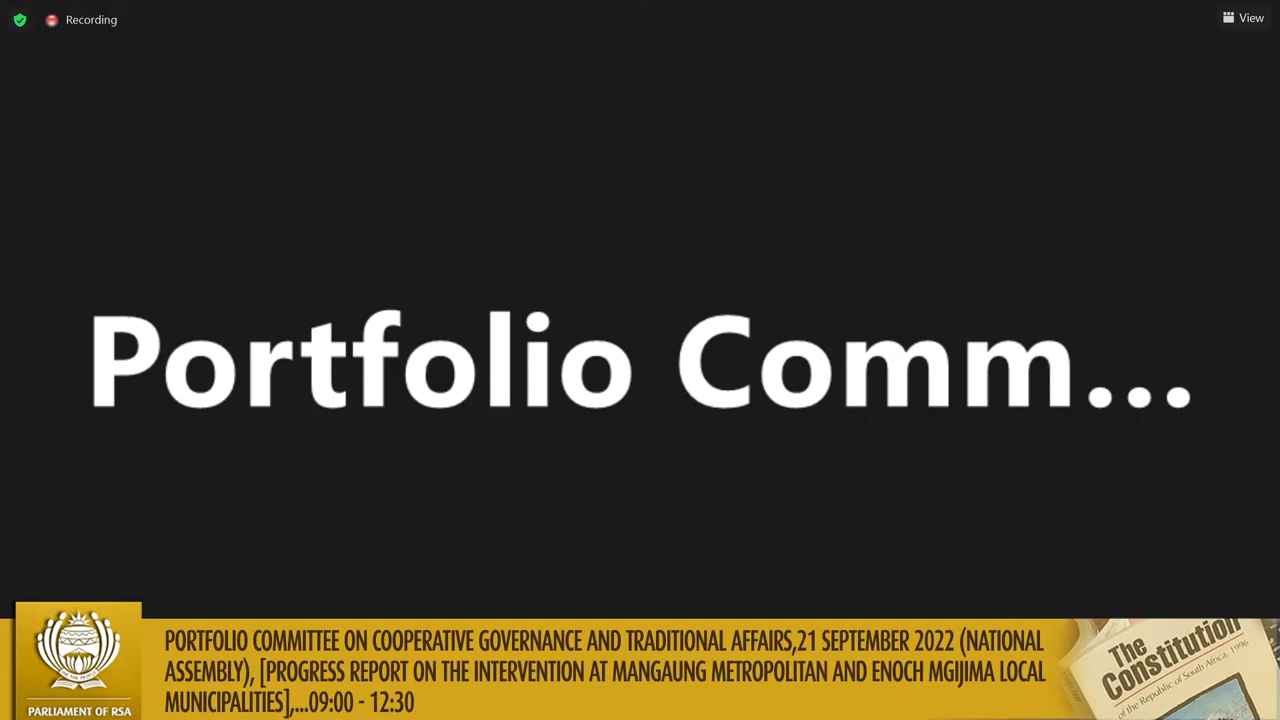 Recording
View
Portfolio Comm...
PORTFOLIO COMMITTEE ON COOPERATIVE GOVERNANCE AND TRADITIONAL AFFAIRS,21 SEPTEMBER 2022 (NATIONAL
ASSEMBLY), [PROGRESS REPORT ON THE INTERVENTION AT MANGAUNG METROPOLITAN AND ENOCH MGIJIMA LOCAL
MUNICIPALITIES],...09:00 - 12:30
PARLIAMENT OF RSA
The
Constitution
of the Republic of South Africa, 1996